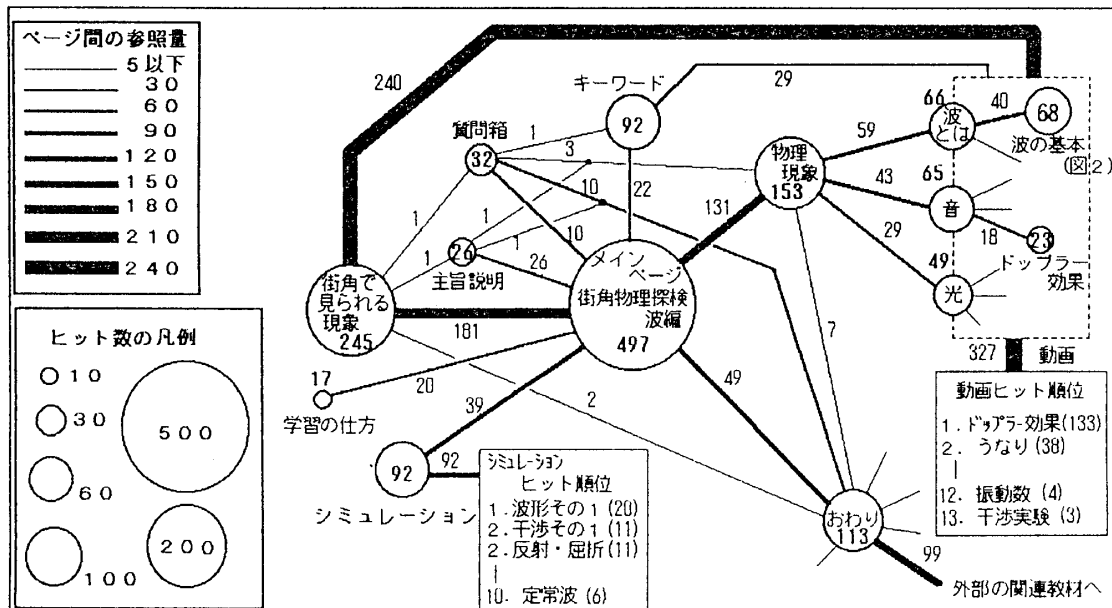 ページ間の参照量
5以下
30
60
90
120
150
180
210
240
ヒット数の凡例
10
30
60
100
500
200
240
キーワード
92
29
質問箱
32
1
3
10
22
1
1
10
1
1
26
主旨説明
26
街角で
見られる
現象
245
181
メイン
ページ
街角物理探検
波編
497
131
物理
現象
153
59
43
29
66
波
とは
40
68
波の基本
(図2)
65
音
18
23
ドップラー
効果
49
光
327
動画
動画ヒット順位
1. ドップラー効果(133)
2. うなり(38)
|
12. 振動数(4)
13. 干渉実験(3)
17
学習の仕方
20
39
2
49
7
92
シミュレーション
92
シミュレーション
ヒット順位
1.波形その1(20)
2.干渉その1(11)
2.反射・屈折(11)
|
10. 定常波(6)
おわり
113
99
外部の関連教材へ